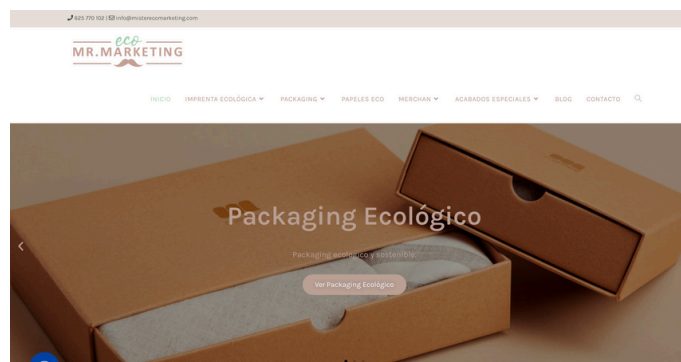 625 770 102 | info@misterecomarketing.com
eco
MR.MARKETING
INICIO IMPRENTA ECOLÓGICA PACKAGING PAPELES ECO MERCHAN ACABADOS ESPECIALES BLOG CONTACTO
Packaging Ecológico
Packaging ecológico y sostenible.
Ver Packaging Ecológico